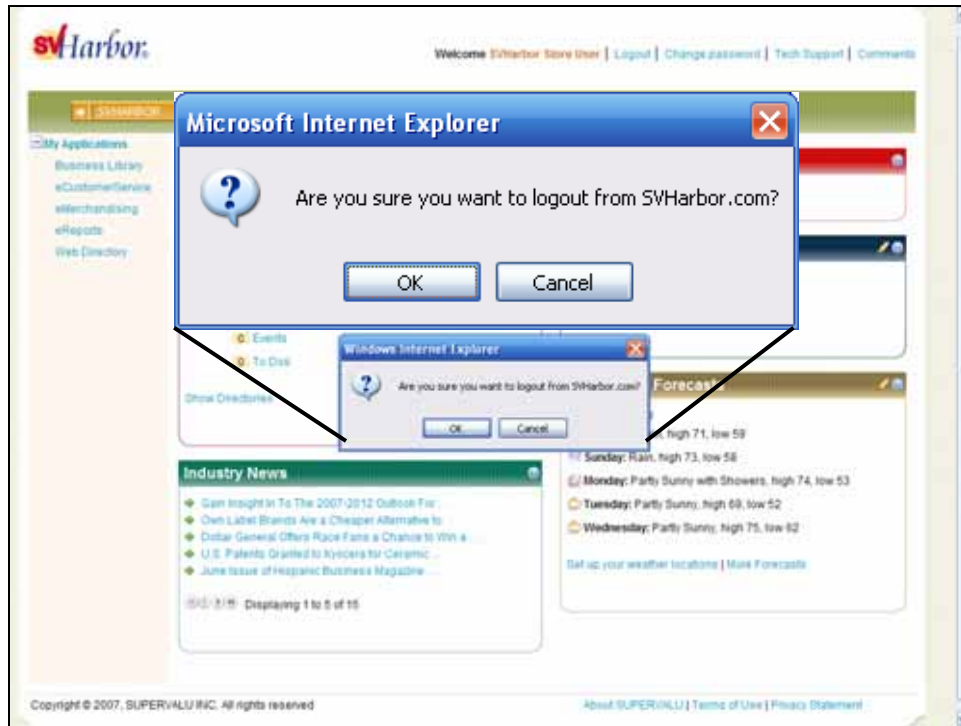 SVHarbor
Welcome SVHarbor Store User | Logout | Change password | Tech Support | Comments
SVHARBOR
My Applications
Business Library
eCustomerService
eMerchandising
eReports
Web Directory
Microsoft Internet Explorer
Are you sure you want to logout from SVHarbor.com?
OK
Cancel
0 Events
0 To Dos
Show Directories
Windows Internet Explorer
Are you sure you want to logout from SVHarbor.com?
OK
Cancel
Forecasts
high 71, low 59
Sunday: Rain, high 73, low 58
Monday: Partly Sunny with Showers, high 74, low 53
Tuesday: Partly Sunny, high 69, low 52
Wednesday: Partly Sunny, high 75, low 62
Set up your weather locations | More Forecasts
Industry News
Gain Insight In To The 2007-2012 Outlook For
Own Label Brands Are a Cheaper Alternative to
Dollar General Offers Race Fans a Chance to Win a
U.S. Patents Granted to Kyocera for Ceramic ...
June Issue of Hispanic Business Magazine ...
Displaying 1 to 5 of 15
Copyright © 2007, SUPERVALU INC. All rights reserved
About SUPERVALU | Terms of Use | Privacy Statement